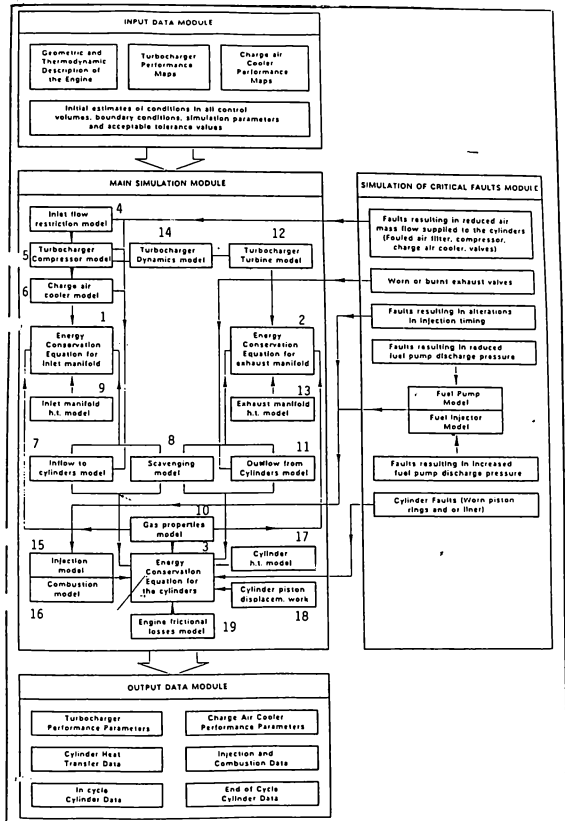 INPUT DATA MODULE
Geometric and
Thermodynamic
Description of
the Engine
Turbocharger
Performance
Maps
Charge air
Cooler
Performance
Maps
Initial estimates of conditions in all control
volumes, boundary conditions, simulation parameters
and acceptable tolerance values
MAIN SIMULATION MODULE
Inlet flow
restriction model
4
14
12
5
Turbocharger
Compressor model
Turbocharger
Dynamics model
Turbocharger
Turbine model
6
Charge air
cooler model
1
2
Energy
Conservation
Equation for
Inlet manifold
Energy
Conservation
Equation for
exhaust manifold
9
13
Inlet manifold
h.t. model
Exhaust manifold
h.t. model
7
8
11
Inflow to
cylinders model
Scavenging
model
Outflow from
Cylinders model
10
Gas properties
model
15
3
17
Injection
model
Combustion
model
16
Energy
Conservation
Equation for
the cylinders
Cylinder
h.t. model
Cylinder piston
displacem. work
18
Engine frictional
losses model
19
SIMULATION OF CRITICAL FAULTS MODULE
Faults resulting in reduced air
mass flow supplied to the cylinders
(Fouled air filter, compressor,
charge air cooler, valves)
Worn or burnt exhaust valves
Faults resulting in alterations
in injection timing
Faults resulting in reduced
fuel pump discharge pressure
Fuel Pump
Model
Fuel Injector
Model
Faults resulting in increased
fuel pump discharge pressure
Cylinder Faults (Worn piston
rings and or liner)
OUTPUT DATA MODULE
Turbocharger
Performance Parameters
Charge Air Cooler
Performance Parameters
Cylinder Heat
Transfer Data
Injection and
Combustion Data
In cycle
Cylinder Data
End of Cycle
Cylinder Data